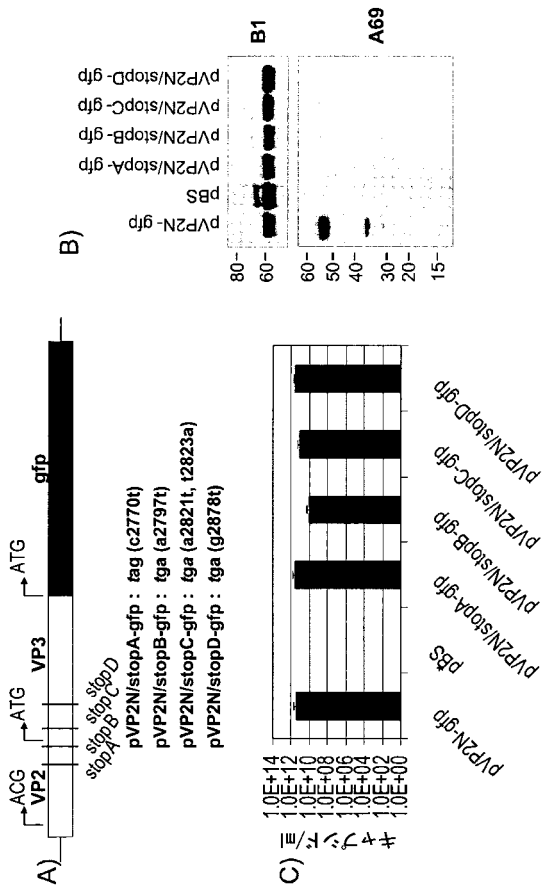 A)
ACG
ATG
ATG
VP2
VP3
gfp
stopA
stopB
stopC
stopD
pVP2N/stopA-gfp : tag (c2770t)
pVP2N/stopB-gfp : tga (a2797t)
pVP2N/stopC-gfp : tga (a2821t, t2823a)
pVP2N/stopD-gfp : tga (g2878t)
B)
pVP2N- gfp
pBS
pVP2N/stopA- gfp
pVP2N/stopB- gfp
pVP2N/stopC- gfp
pVP2N/stopD- gfp
80-
60-
B1
60-
50-
40-
30-
20-
15-
A69
C)
キャプシド/ml
1.0E+14
1.0E+12
1.0E+10
1.0E+08
1.0E+06
1.0E+04
1.0E+02
1.0E+00
pVP2N-gfp
pBS
pVP2N/stopA-gfp
pVP2N/stopB-gfp
pVP2N/stopC-gfp
pVP2N/stopD-gfp